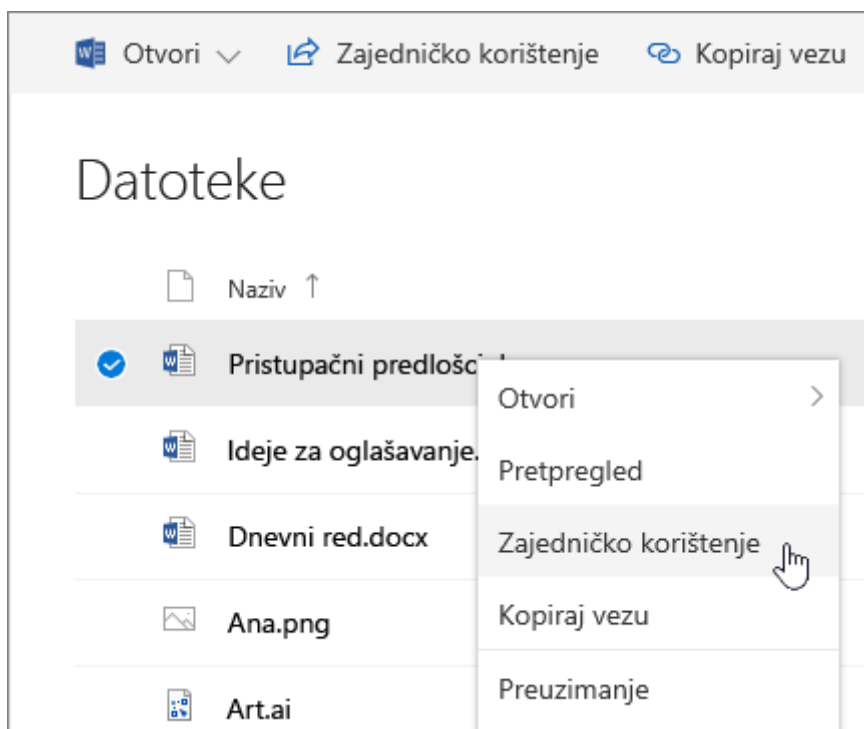 Otvori Zajedničko korištenje Kopiraj vezu
Datoteke
Naziv
Pristupačni
Otvori
Ideje za oglašavanje.
Pretpregled
Dnevni red.docx
Zajedničko korištenje
Ana.png
Kopiraj vezu
Art.ai
Preuzimanje